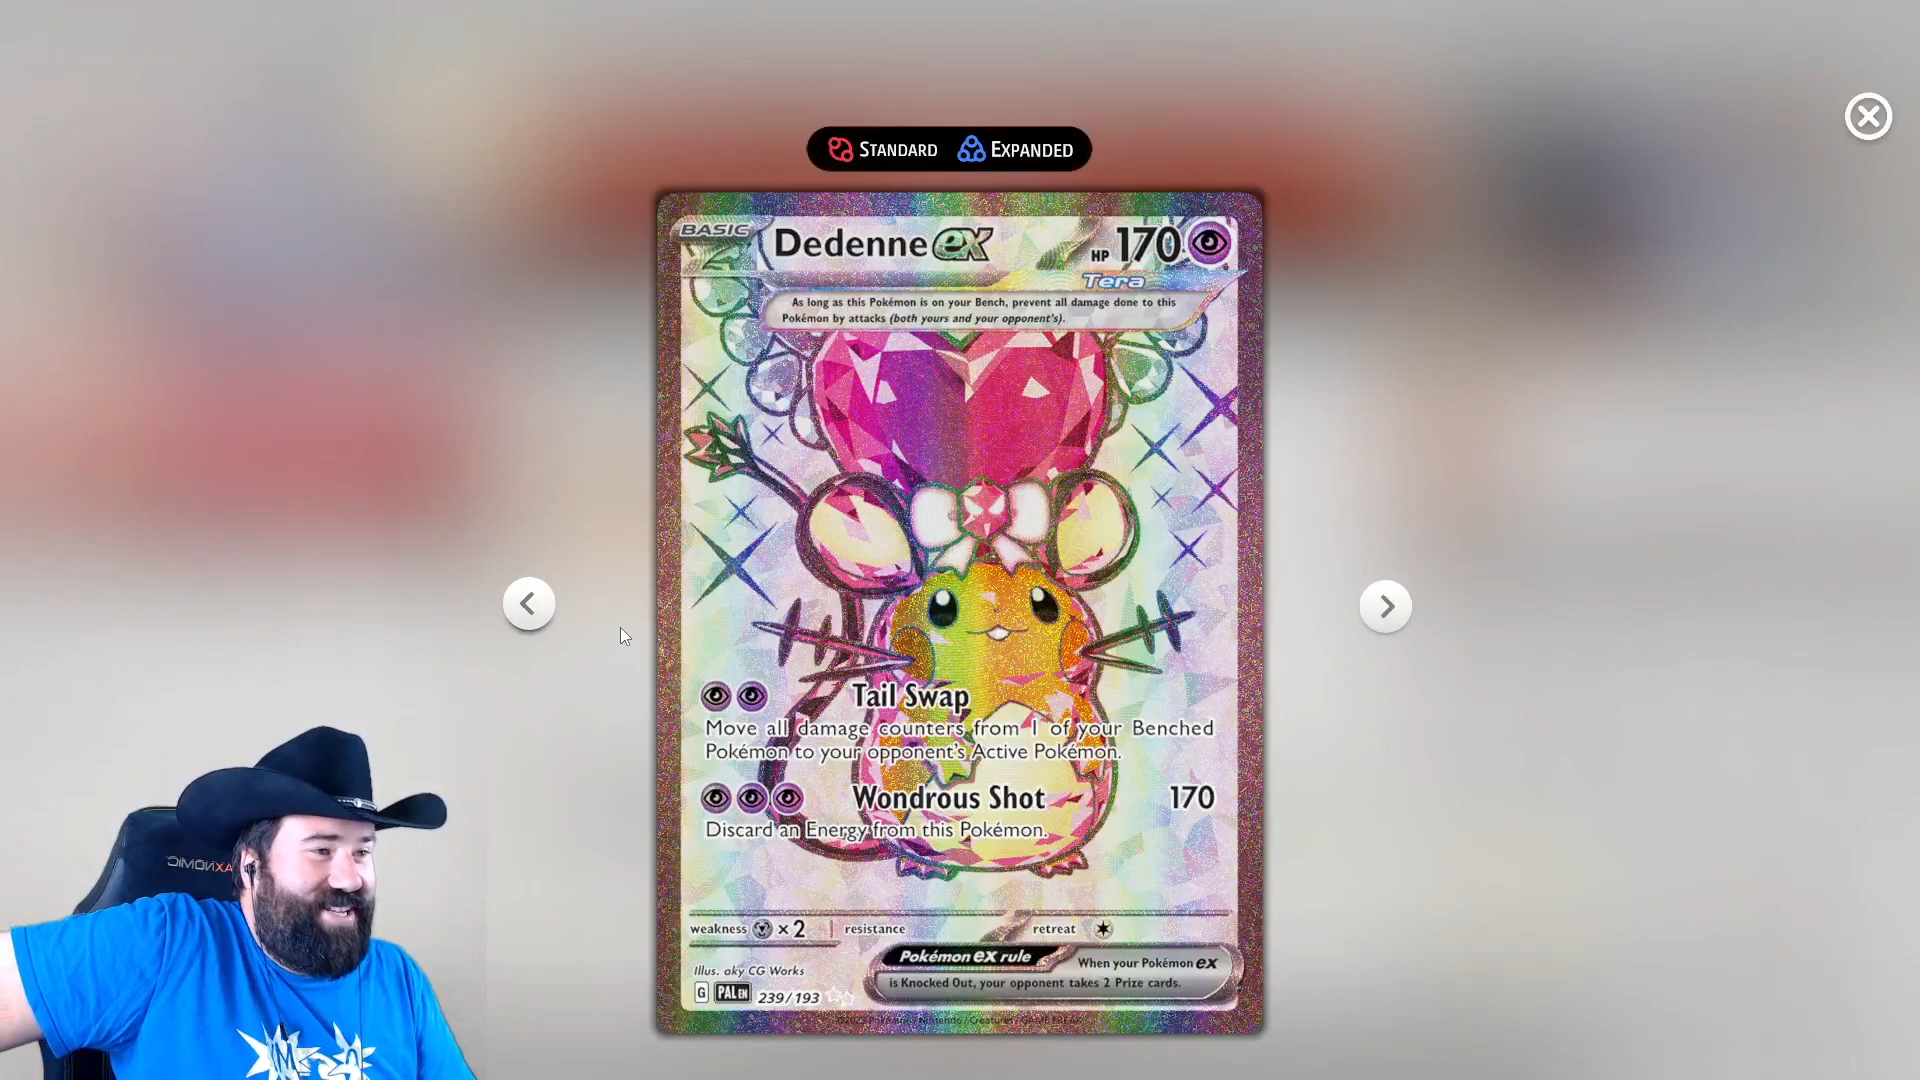 STANDARD EXPANDED
BASIC
Dedenne ex HP 170
Tera
As long as this Pokémon is on your Bench, prevent all damage done to this
Pokémon by attacks (both yours and your opponent's).
Tail Swap
Move all damage counters from 1 of your Benched
Pokémon to your opponent's Active Pokémon.
Wondrous Shot 170
Discard an Energy from this Pokémon.
weakness ×2 resistance retreat
Pokémon ex rule When your Pokémon ex
is Knocked Out, your opponent takes 2 Prize cards.
Illus. aky CG Works
G PAL EN 239/193